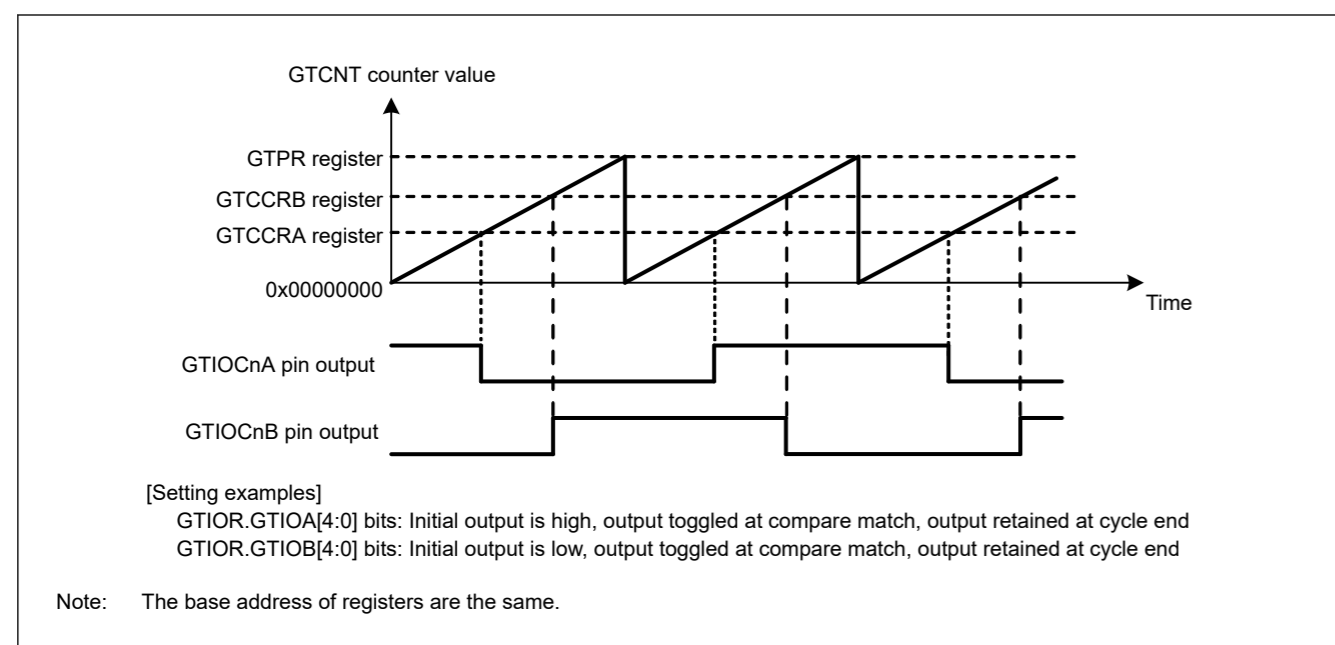 GTCNT counter value
GTPR register
GTCCRB register
GTCCRA register
0x00000000
Time
GTIOCnA pin output
GTIOCnB pin output
[Setting examples]
GTIOR.GTIOA[4:0] bits: Initial output is high, output toggled at compare match, output retained at cycle end
GTIOR.GTIOB[4:0] bits: Initial output is low, output toggled at compare match, output retained at cycle end
Note: The base address of registers are the same.